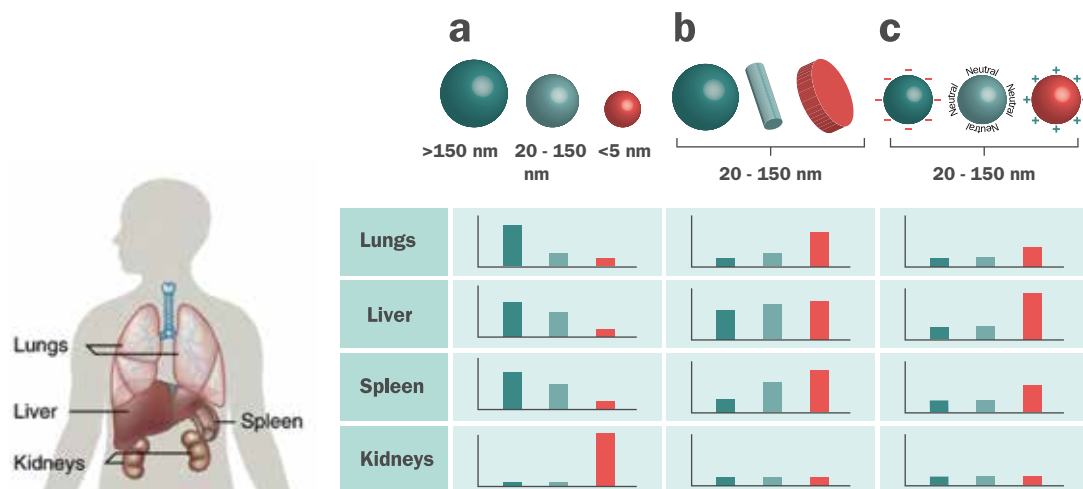 a
b
c
Neutral
Neutral
Neutral
Neutral
− − − − − − − −
+ + + + + + + +
>150 nm
20 - 150
nm
<5 nm
20 - 150 nm
20 - 150 nm
Lungs
Liver
Spleen
Kidneys
Lungs
Liver
Spleen
Kidneys